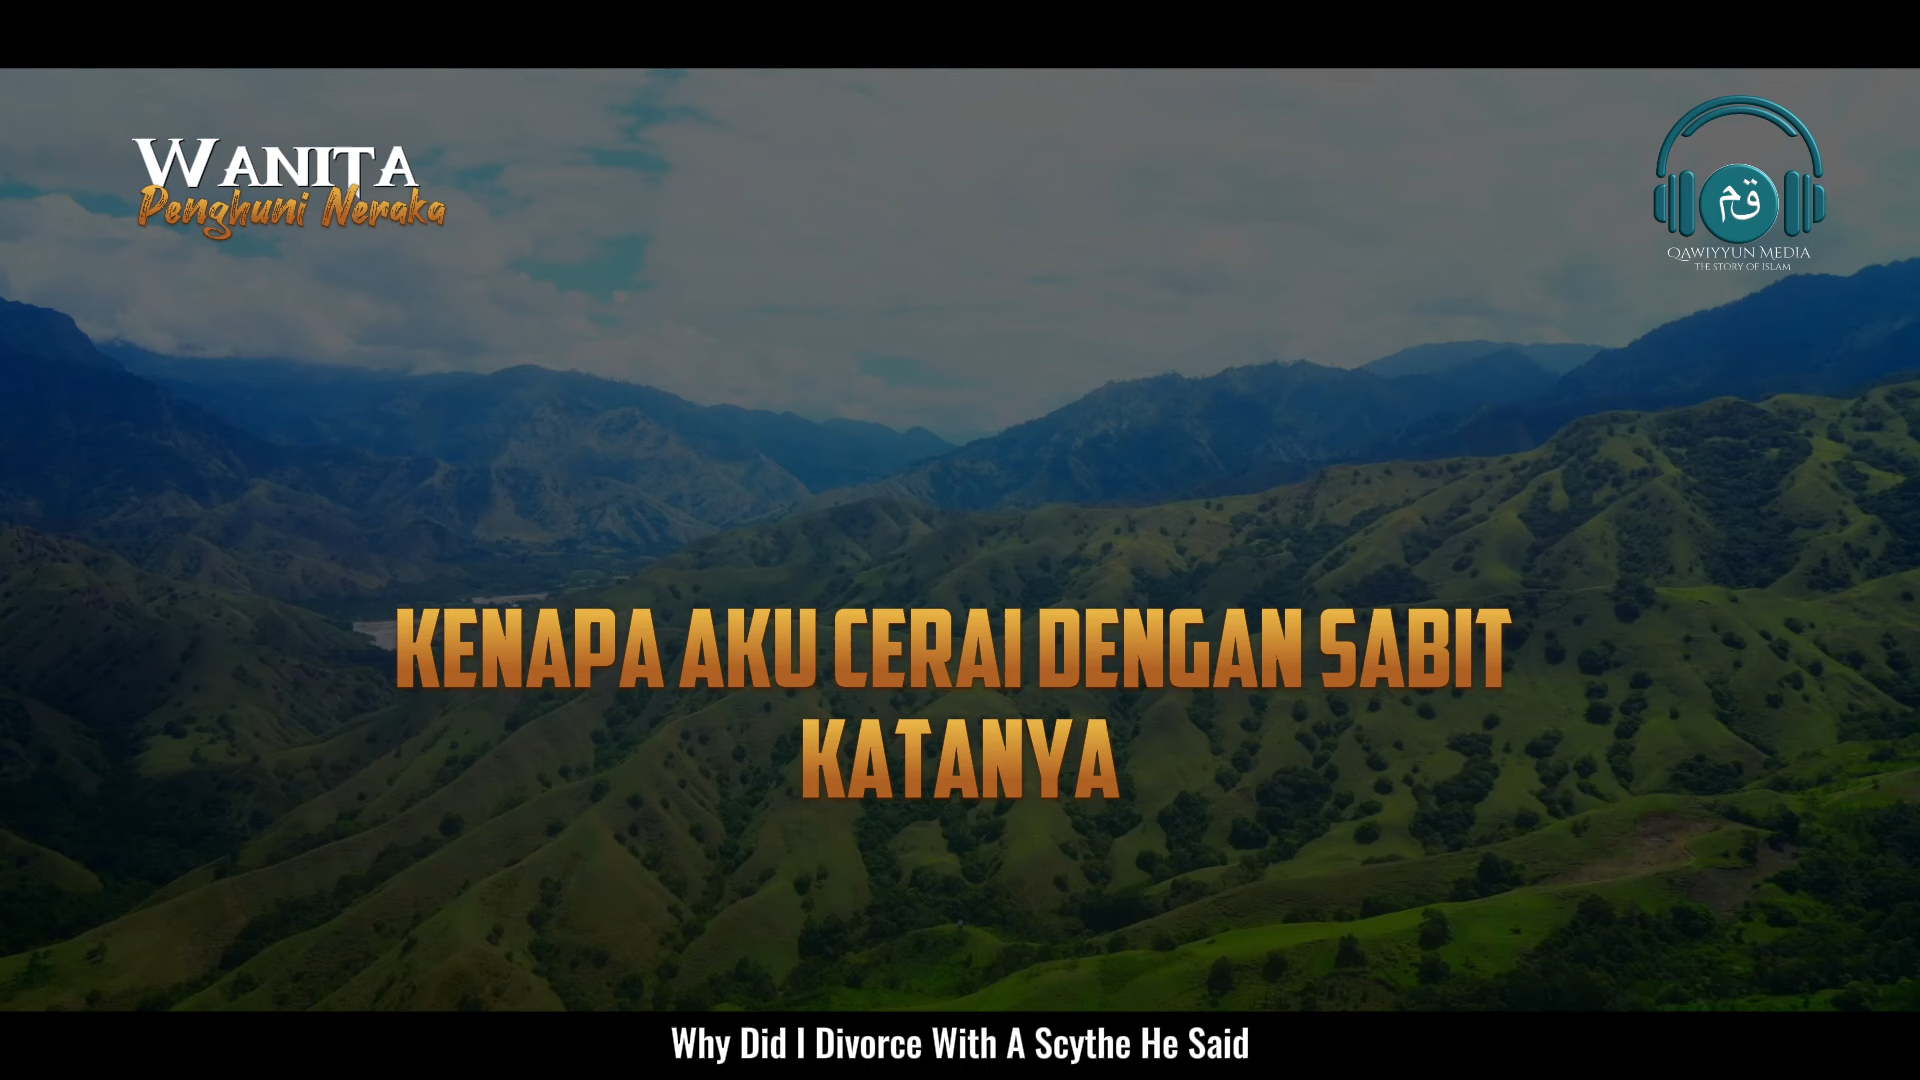 WANITA
Penghuni Neraka
قم
QAWIYYUN MEDIA
THE STORY OF ISLAM
KENAPA AKU CERAI DENGAN SABIT
KATANYA
Why Did I Divorce With A Scythe He Said